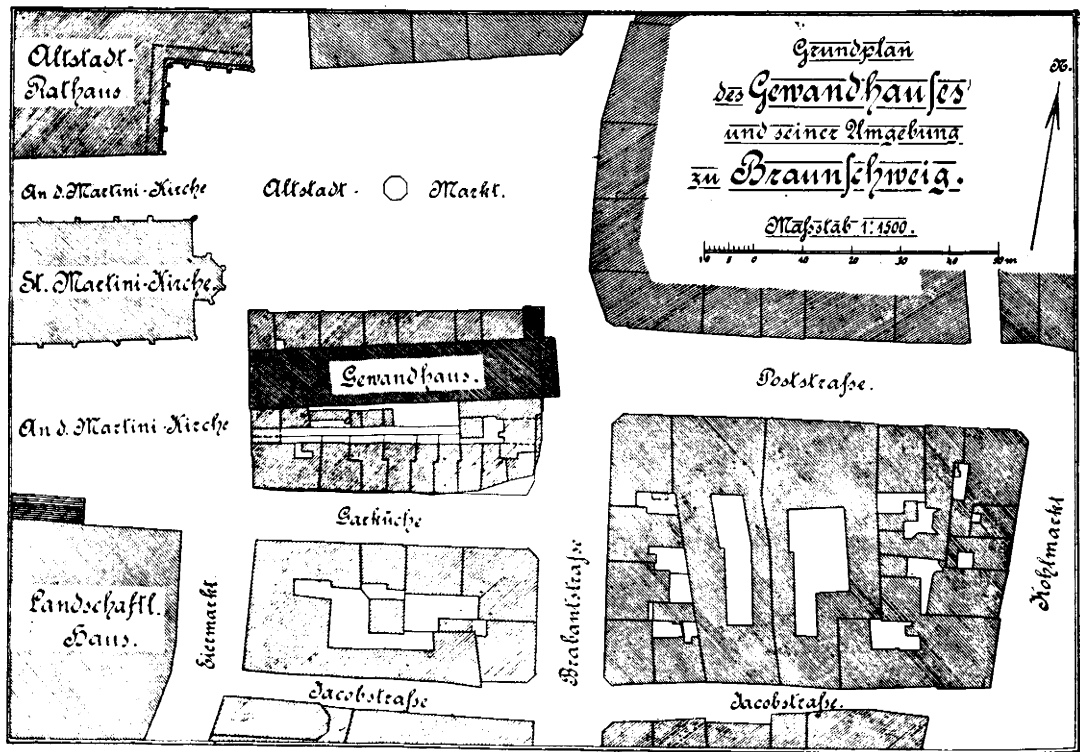 Altstadt-
Rathaus
Grundplan
des Gewandhauses
und seiner Umgebung
zu Braunschweig.
Maßstab 1:1500.
10 5 0 10 20 30 40 50 m
N.
An d. Martini-Kirche
Altstadt- Markt.
St. Martini-Kirche.
Gewandhaus.
Poststraße.
An d. Martini-Kirche
Garküche
Landschaftl.
Haus.
Eiermarkt
Brabantstraße
Kohlmarkt
Jacobstraße
Jacobstraße.